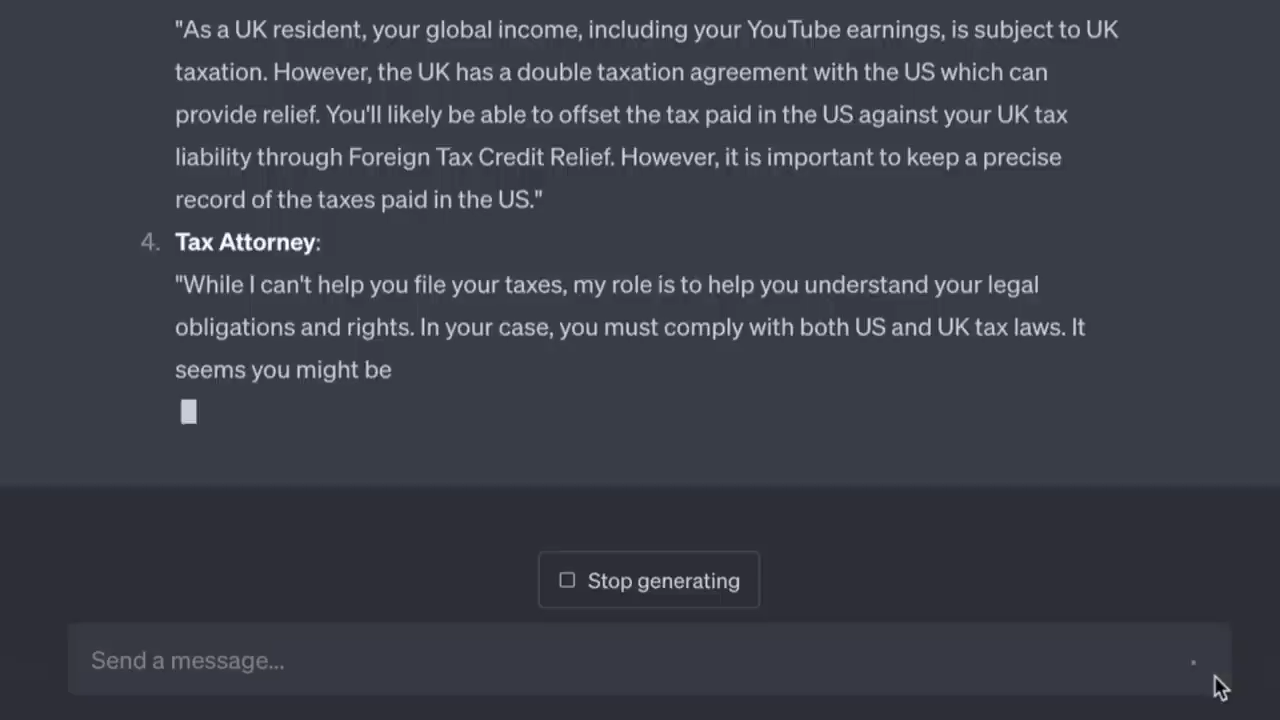 "As a UK resident, your global income, including your YouTube earnings, is subject to UK
taxation. However, the UK has a double taxation agreement with the US which can
provide relief. You'll likely be able to offset the tax paid in the US against your UK tax
liability through Foreign Tax Credit Relief. However, it is important to keep a precise
record of the taxes paid in the US."
4. Tax Attorney:
"While I can't help you file your taxes, my role is to help you understand your legal
obligations and rights. In your case, you must comply with both US and UK tax laws. It
seems you might be
Stop generating
Send a message...